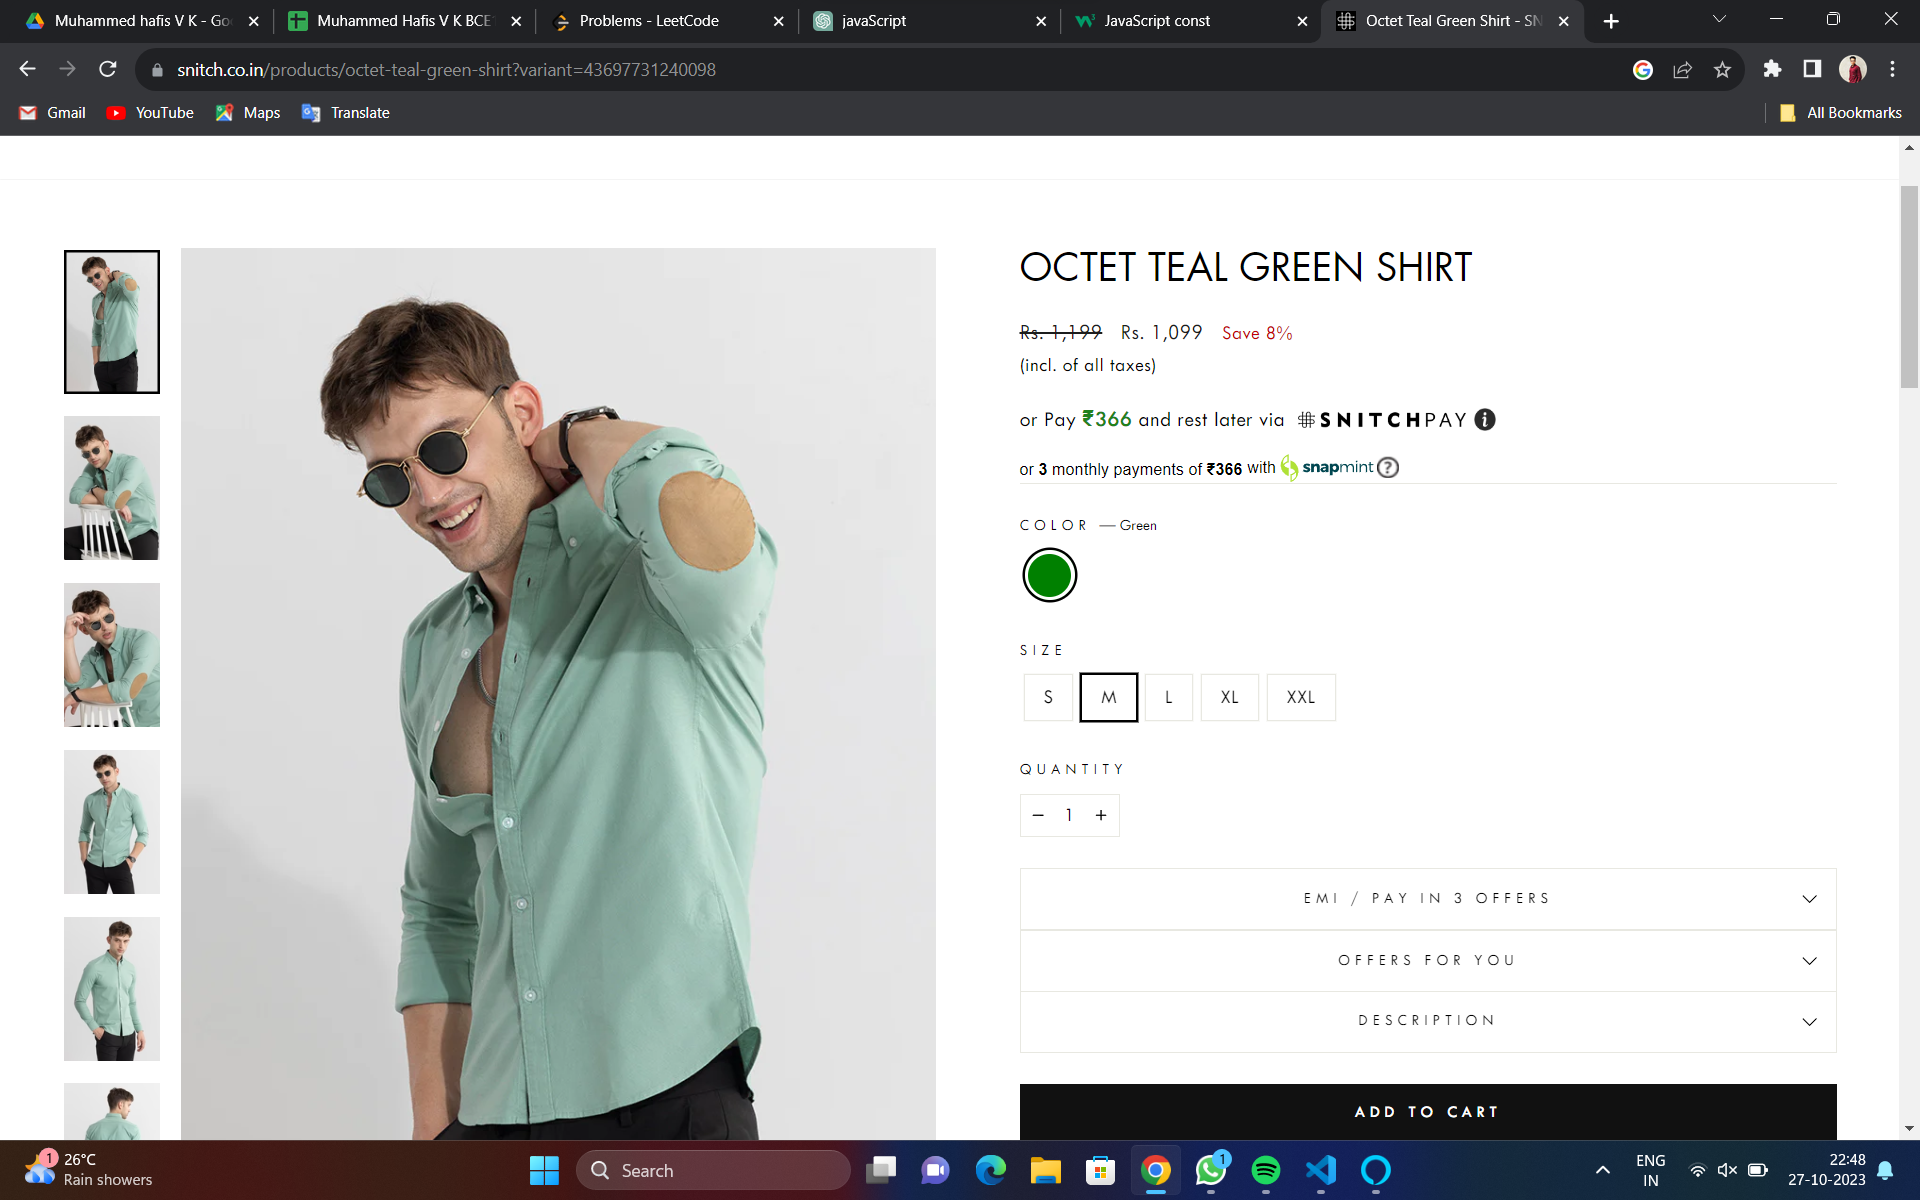 Muhammed hafis V K - Goo
Muhammed Hafis V K BCE
Problems - LeetCode
javaScript
JavaScript const
Octet Teal Green Shirt - SN
snitch.co.in/products/octet-teal-green-shirt?variant=43697731240098
Gmail
YouTube
Maps
Translate
All Bookmarks
OCTET TEAL GREEN SHIRT
Rs. 1,199 Rs. 1,099 Save 8%
(incl. of all taxes)
or Pay ₹366 and rest later via SNITCHPAY i
or 3 monthly payments of ₹366 with snapmint ?
COLOR — Green
SIZE
S M L XL XXL
QUANTITY
− 1 +
EMI / PAY IN 3 OFFERS
OFFERS FOR YOU
DESCRIPTION
ADD TO CART
1
26°C
Rain showers
Search
1
ENG
IN
22:48
27-10-2023